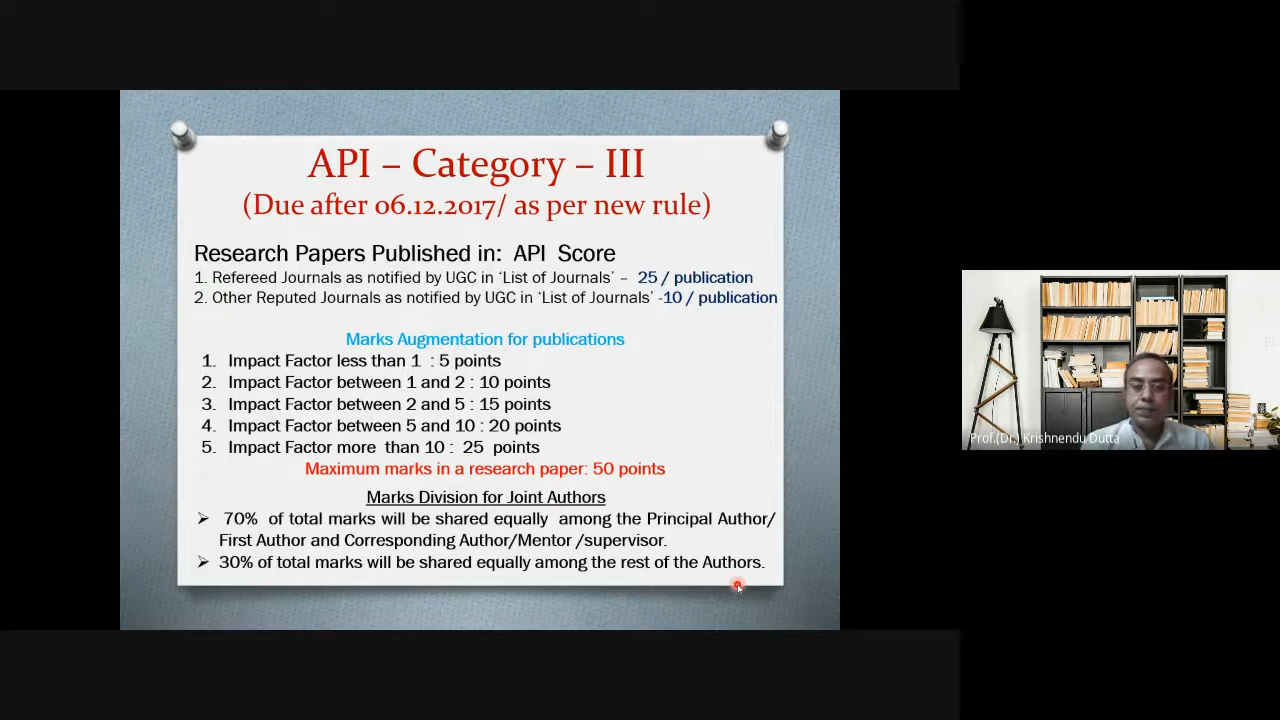 API – Category – III
(Due after 06.12.2017/ as per new rule)
Research Papers Published in: API Score
1. Refereed Journals as notified by UGC in ‘List of Journals’ – 25 / publication
2. Other Reputed Journals as notified by UGC in ‘List of Journals’ -10 / publication
Marks Augmentation for publications
1. Impact Factor less than 1 : 5 points
2. Impact Factor between 1 and 2 : 10 points
3. Impact Factor between 2 and 5 : 15 points
4. Impact Factor between 5 and 10 : 20 points
5. Impact Factor more than 10 : 25 points
Maximum marks in a research paper: 50 points
Marks Division for Joint Authors
➢ 70% of total marks will be shared equally among the Principal Author/
First Author and Corresponding Author/Mentor /supervisor.
➢ 30% of total marks will be shared equally among the rest of the Authors.
Prof.(Dr.) Krishnendu Dutta